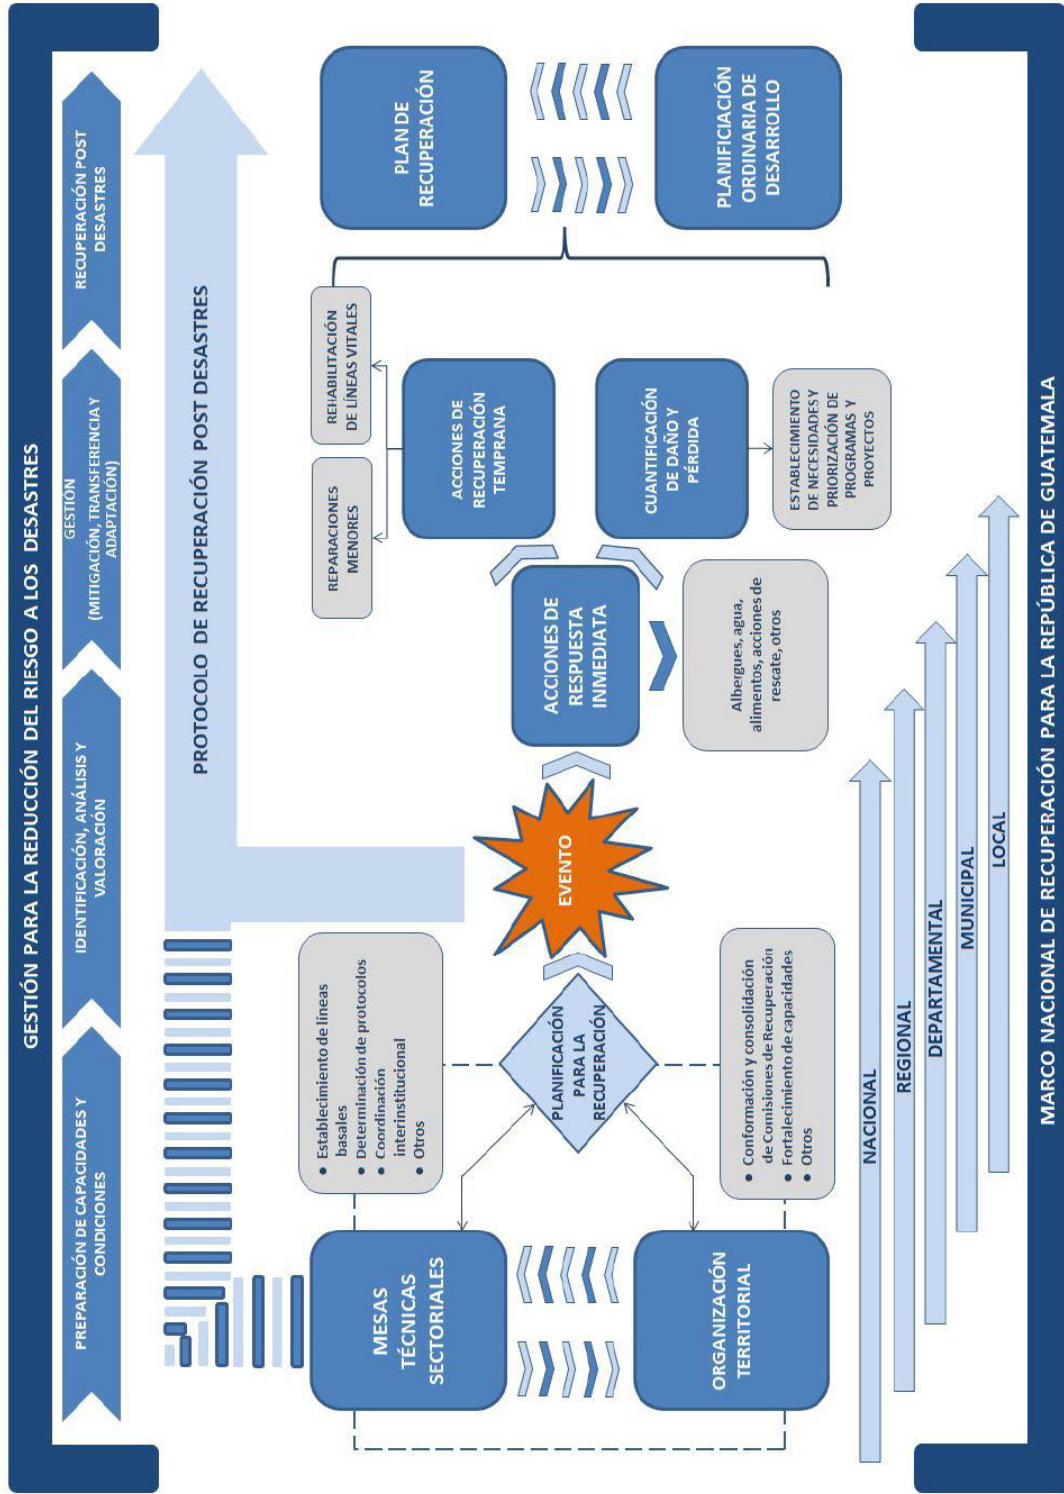 GESTIÓN PARA LA REDUCCIÓN DEL RIESGO A LOS DESASTRES
PREPARACIÓN DE CAPACIDADES Y
CONDICIONES
IDENTIFICACIÓN, ANÁLISIS Y
VALORACIÓN
GESTIÓN
(MITIGACIÓN, TRANSFERENCIA Y
ADAPTACIÓN)
RECUPERACIÓN POST
DESASTRES
PROTOCOLO DE RECUPERACIÓN POST DESASTRES
MESAS
TÉCNICAS
SECTORIALES
ORGANIZACIÓN
TERRITORIAL
• Establecimiento de líneas
basales
• Determinación de protocolos
• Coordinación
interinstitucional
• Otros
PLANIFICACIÓN
PARA LA
RECUPERACIÓN
• Conformación y consolidación
de Comisiones de Recuperación
• Fortalecimiento de capacidades
• Otros
EVENTO
ACCIONES DE
RESPUESTA
INMEDIATA
Albergues, agua,
alimentos, acciones de
rescate, otros
REPARACIONES
MENORES
REHABILITACIÓN
DE LÍNEAS VITALES
ACCIONES DE
RECUPERACIÓN
TEMPRANA
CUANTIFICACIÓN
DE DAÑO Y
PÉRDIDA
ESTABLECIMIENTO
DE NECESIDADES Y
PRIORIZACIÓN DE
PROGRAMAS Y
PROYECTOS
PLAN DE
RECUPERACIÓN
PLANIFICIACIÓN
ORDINARIA DE
DESARROLLO
NACIONAL
REGIONAL
DEPARTAMENTAL
MUNICIPAL
LOCAL
MARCO NACIONAL DE RECUPERACIÓN PARA LA REPÚBLICA DE GUATEMALA